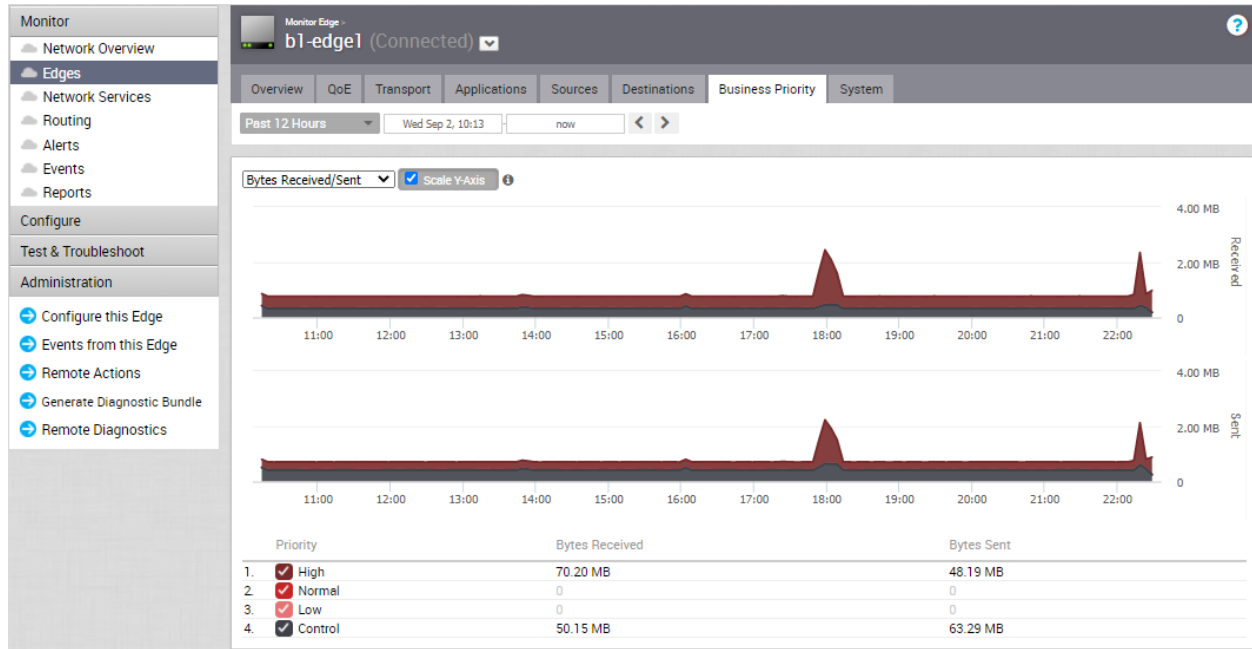 Monitor
Network Overview
Edges
Network Services
Routing
Alerts
Events
Reports
Configure
Test & Troubleshoot
Administration
Configure this Edge
Events from this Edge
Remote Actions
Generate Diagnostic Bundle
Remote Diagnostics
Monitor Edge >
b1-edge1 (Connected)
?
Overview QoE Transport Applications Sources Destinations Business Priority System
Past 12 Hours Wed Sep 2, 10:13 - now < >
Bytes Received/Sent Scale Y-Axis i
4.00 MB
2.00 MB
0
Received
11:00 12:00 13:00 14:00 15:00 16:00 17:00 18:00 19:00 20:00 21:00 22:00
4.00 MB
2.00 MB
0
Sent
11:00 12:00 13:00 14:00 15:00 16:00 17:00 18:00 19:00 20:00 21:00 22:00
Priority Bytes Received Bytes Sent
1. High 70.20 MB 48.19 MB
2. Normal 0 0
3. Low 0 0
4. Control 50.15 MB 63.29 MB